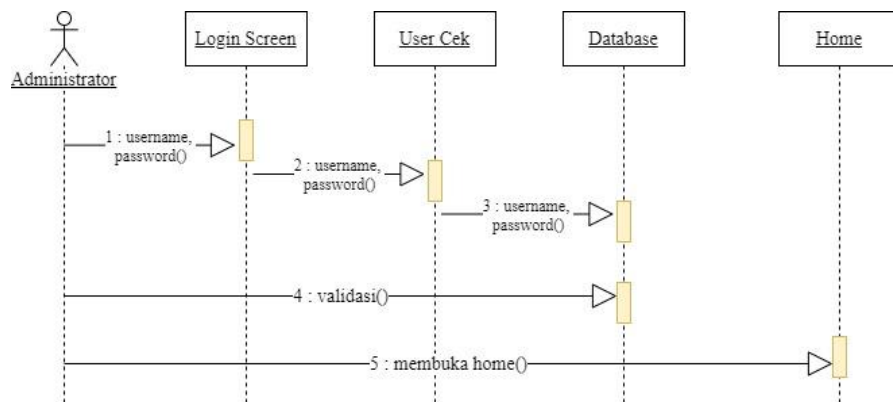 Login Screen
User Cek
Database
Home
Administrator
1 : username,
password()
2 : username,
password()
3 : username,
password()
4 : validasi()
5 : membuka home()